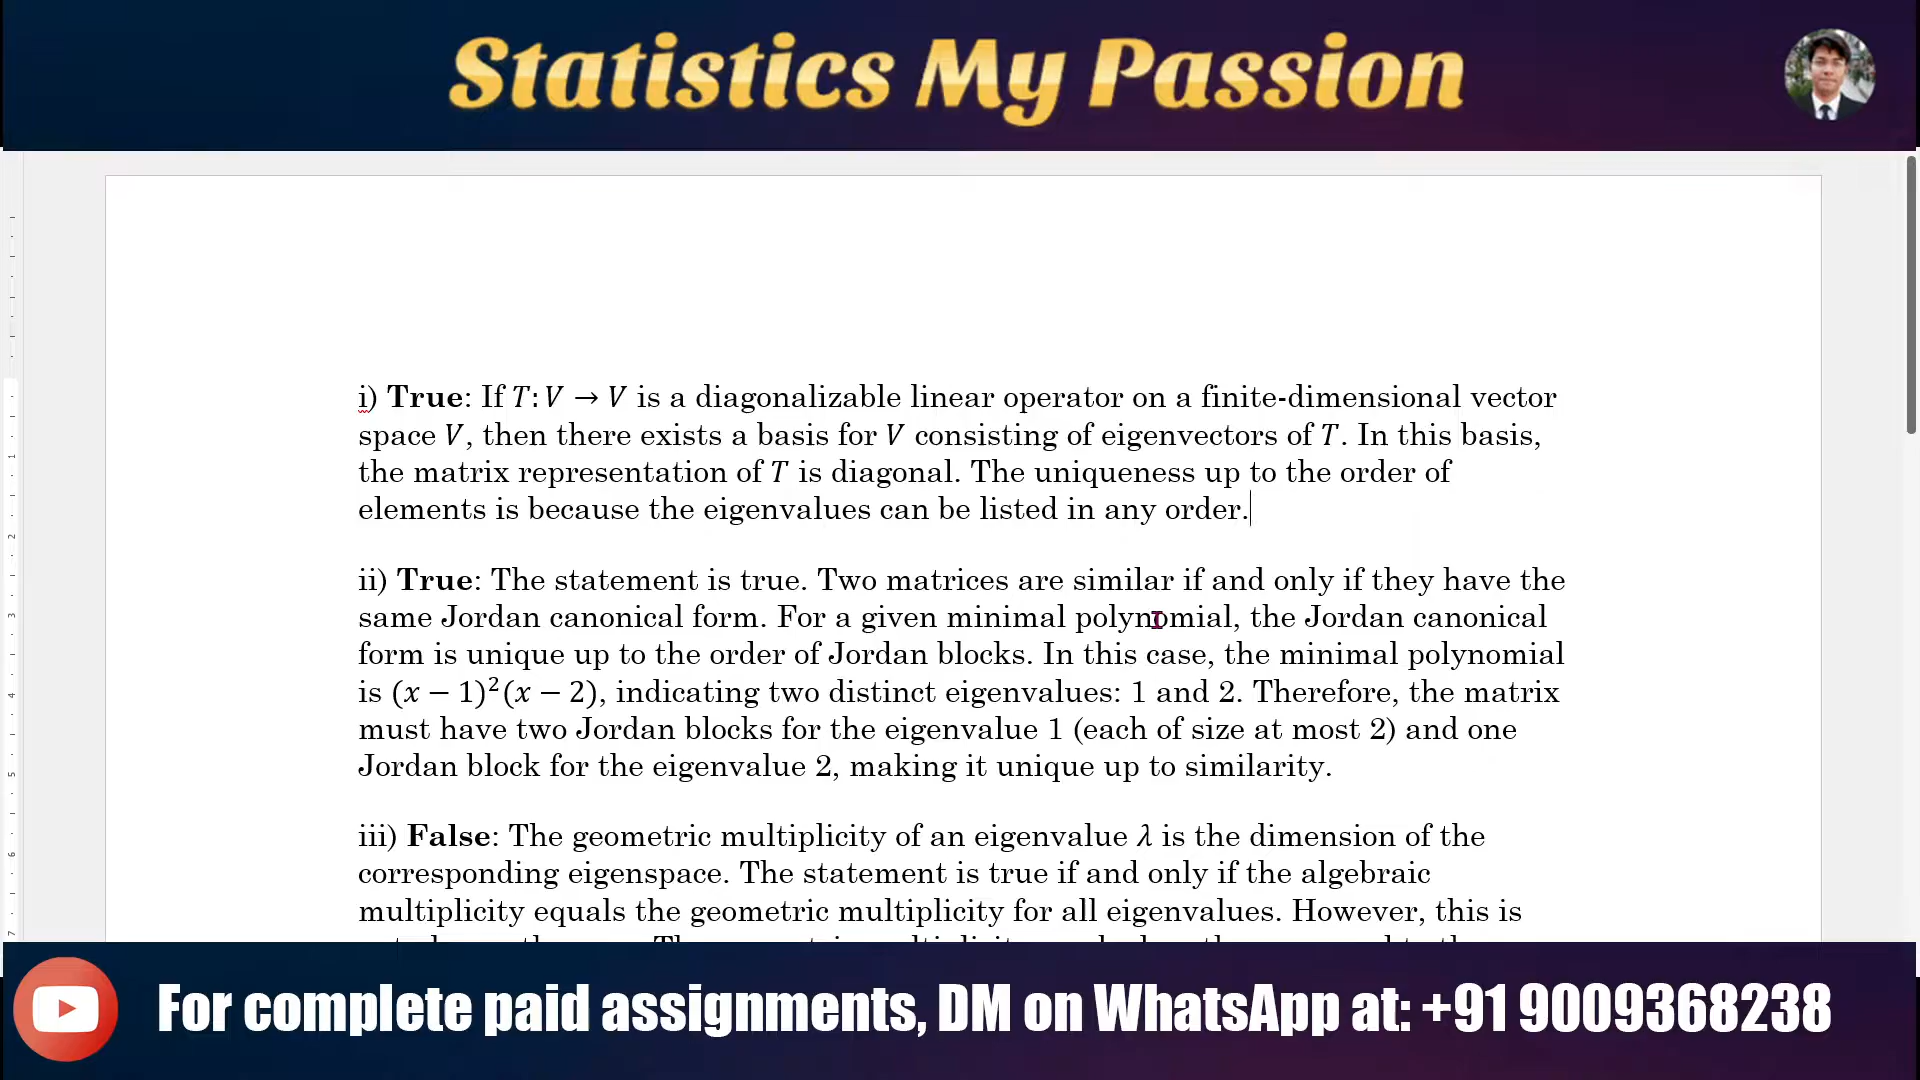 Statistics My Passion
i) True: If T: V → V is a diagonalizable linear operator on a finite-dimensional vector
space V, then there exists a basis for V consisting of eigenvectors of T. In this basis,
the matrix representation of T is diagonal. The uniqueness up to the order of
elements is because the eigenvalues can be listed in any order.
ii) True: The statement is true. Two matrices are similar if and only if they have the
same Jordan canonical form. For a given minimal polynomial, the Jordan canonical
form is unique up to the order of Jordan blocks. In this case, the minimal polynomial
is (x − 1)²(x − 2), indicating two distinct eigenvalues: 1 and 2. Therefore, the matrix
must have two Jordan blocks for the eigenvalue 1 (each of size at most 2) and one
Jordan block for the eigenvalue 2, making it unique up to similarity.
iii) False: The geometric multiplicity of an eigenvalue λ is the dimension of the
corresponding eigenspace. The statement is true if and only if the algebraic
multiplicity equals the geometric multiplicity for all eigenvalues. However, this is
For complete paid assignments, DM on WhatsApp at: +91 9009368238